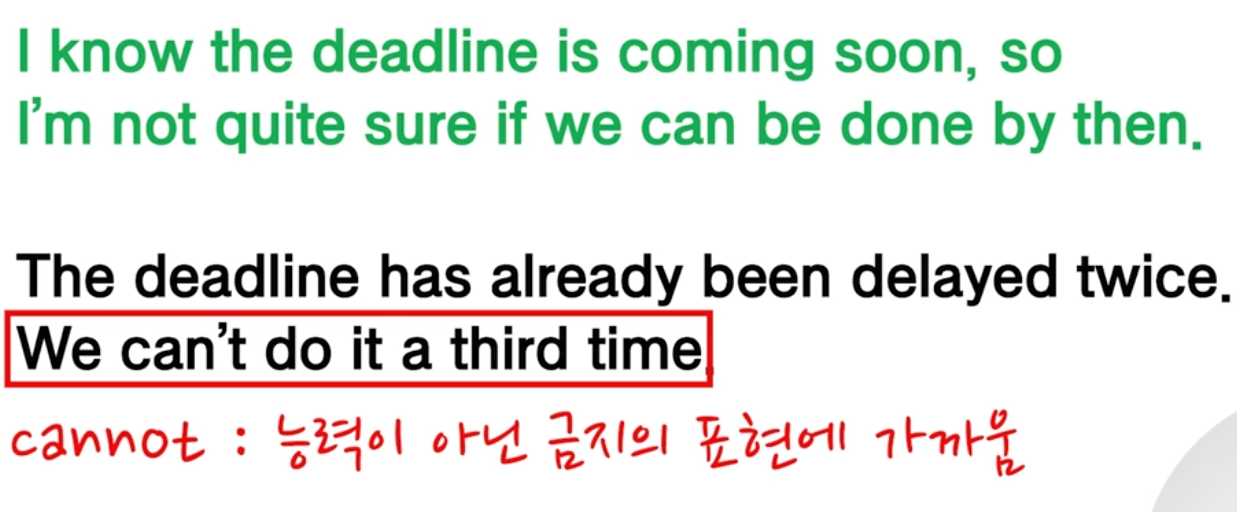 I know the deadline is coming soon, so
I'm not quite sure if we can be done by then.
The deadline has already been delayed twice.
We can't do it a third time.
cannot : 능력이 아닌 금지의 표현에 가까움